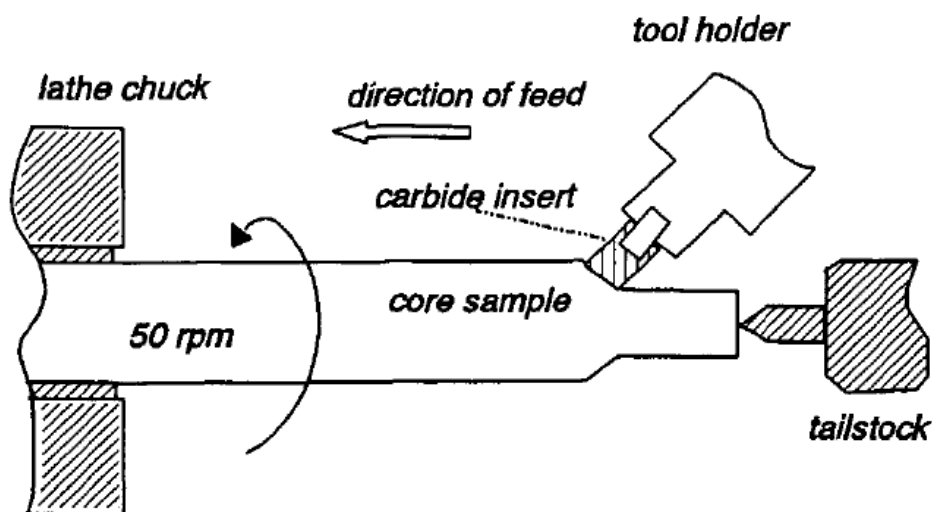 tool holder
lathe chuck
direction of feed
carbide insert
core sample
50 rpm
tailstock